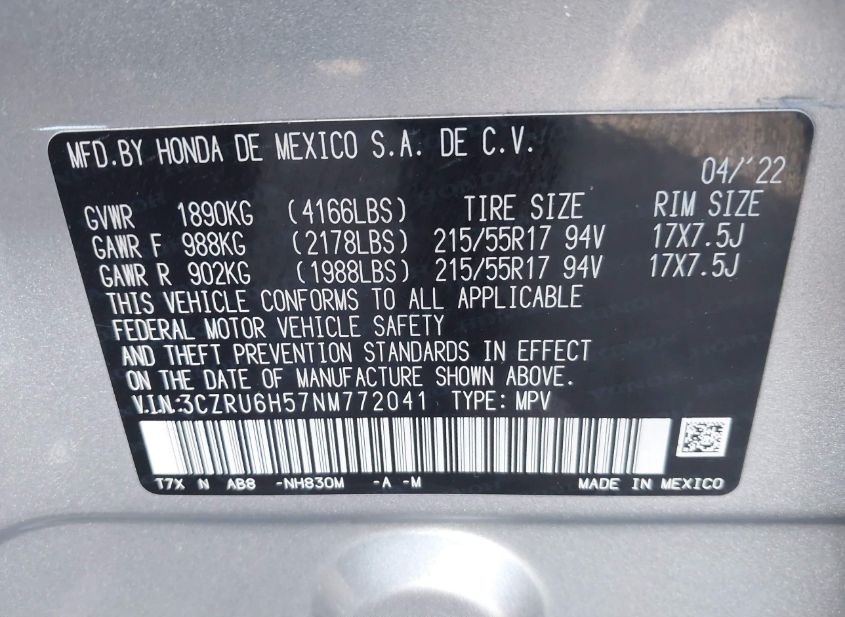 MFD.BY HONDA DE MEXICO S.A. DE C.V.
04/'22
GVWR 1890KG (4166LBS) TIRE SIZE RIM SIZE
GAWR F 988KG (2178LBS) 215/55R17 94V 17X7.5J
GAWR R 902KG (1988LBS) 215/55R17 94V 17X7.5J
THIS VEHICLE CONFORMS TO ALL APPLICABLE
FEDERAL MOTOR VEHICLE SAFETY
AND THEFT PREVENTION STANDARDS IN EFFECT
ON THE DATE OF MANUFACTURE SHOWN ABOVE.
V.I.N:3CZRU6H57NM772041 TYPE: MPV
T7X N AB8 -NH830M -A -M MADE IN MEXICO